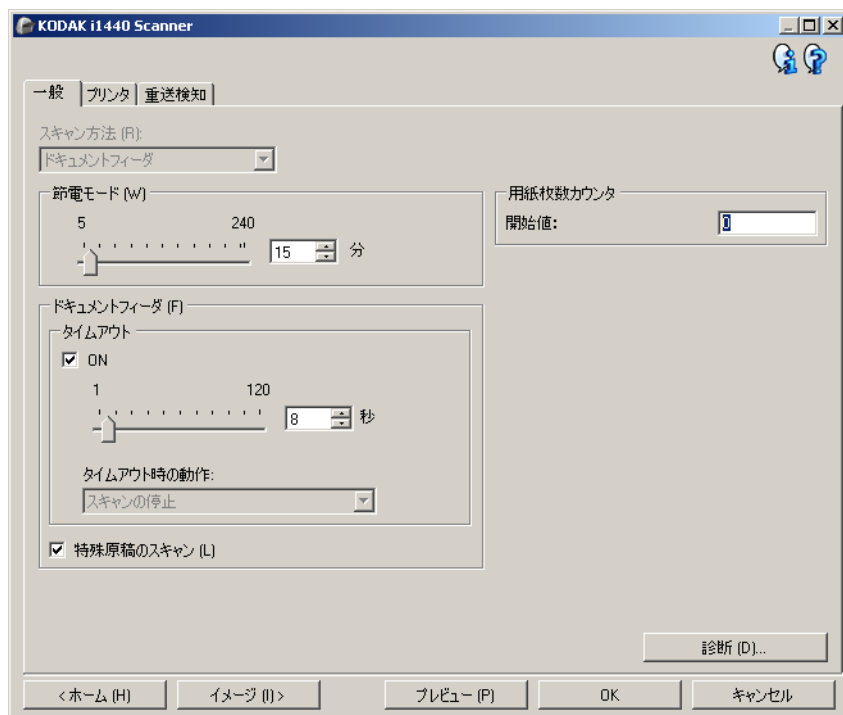 KODAK i1440 Scanner
一般 プリンタ 重送検知
スキャン方法 (R):
ドキュメントフィーダ
節電モード (W)
5 240
15 分
用紙枚数カウンタ
開始値: 0
ドキュメントフィーダ (F)
タイムアウト
ON
1 120
8 秒
タイムアウト時の動作:
スキャンの停止
特殊原稿のスキャン (L)
診断 (D)...
<ホーム (H) イメージ (I)> プレビュー (P) OK キャンセル